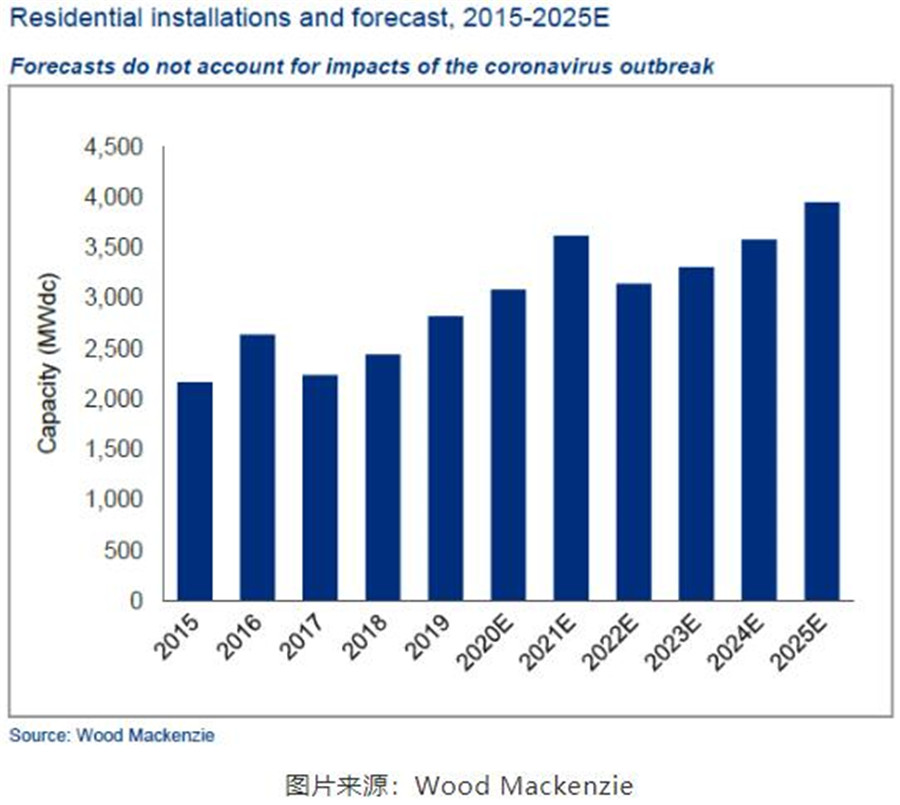 Residential installations and forecast, 2015-2025E
Forecasts do not account for impacts of the coronavirus outbreak
Capacity (MWdc)
4,500
4,000
3,500
3,000
2,500
2,000
1,500
1,000
500
0
2015 2016 2017 2018 2019 2020E 2021E 2022E 2023E 2024E 2025E
Source: Wood Mackenzie
图片来源：Wood Mackenzie